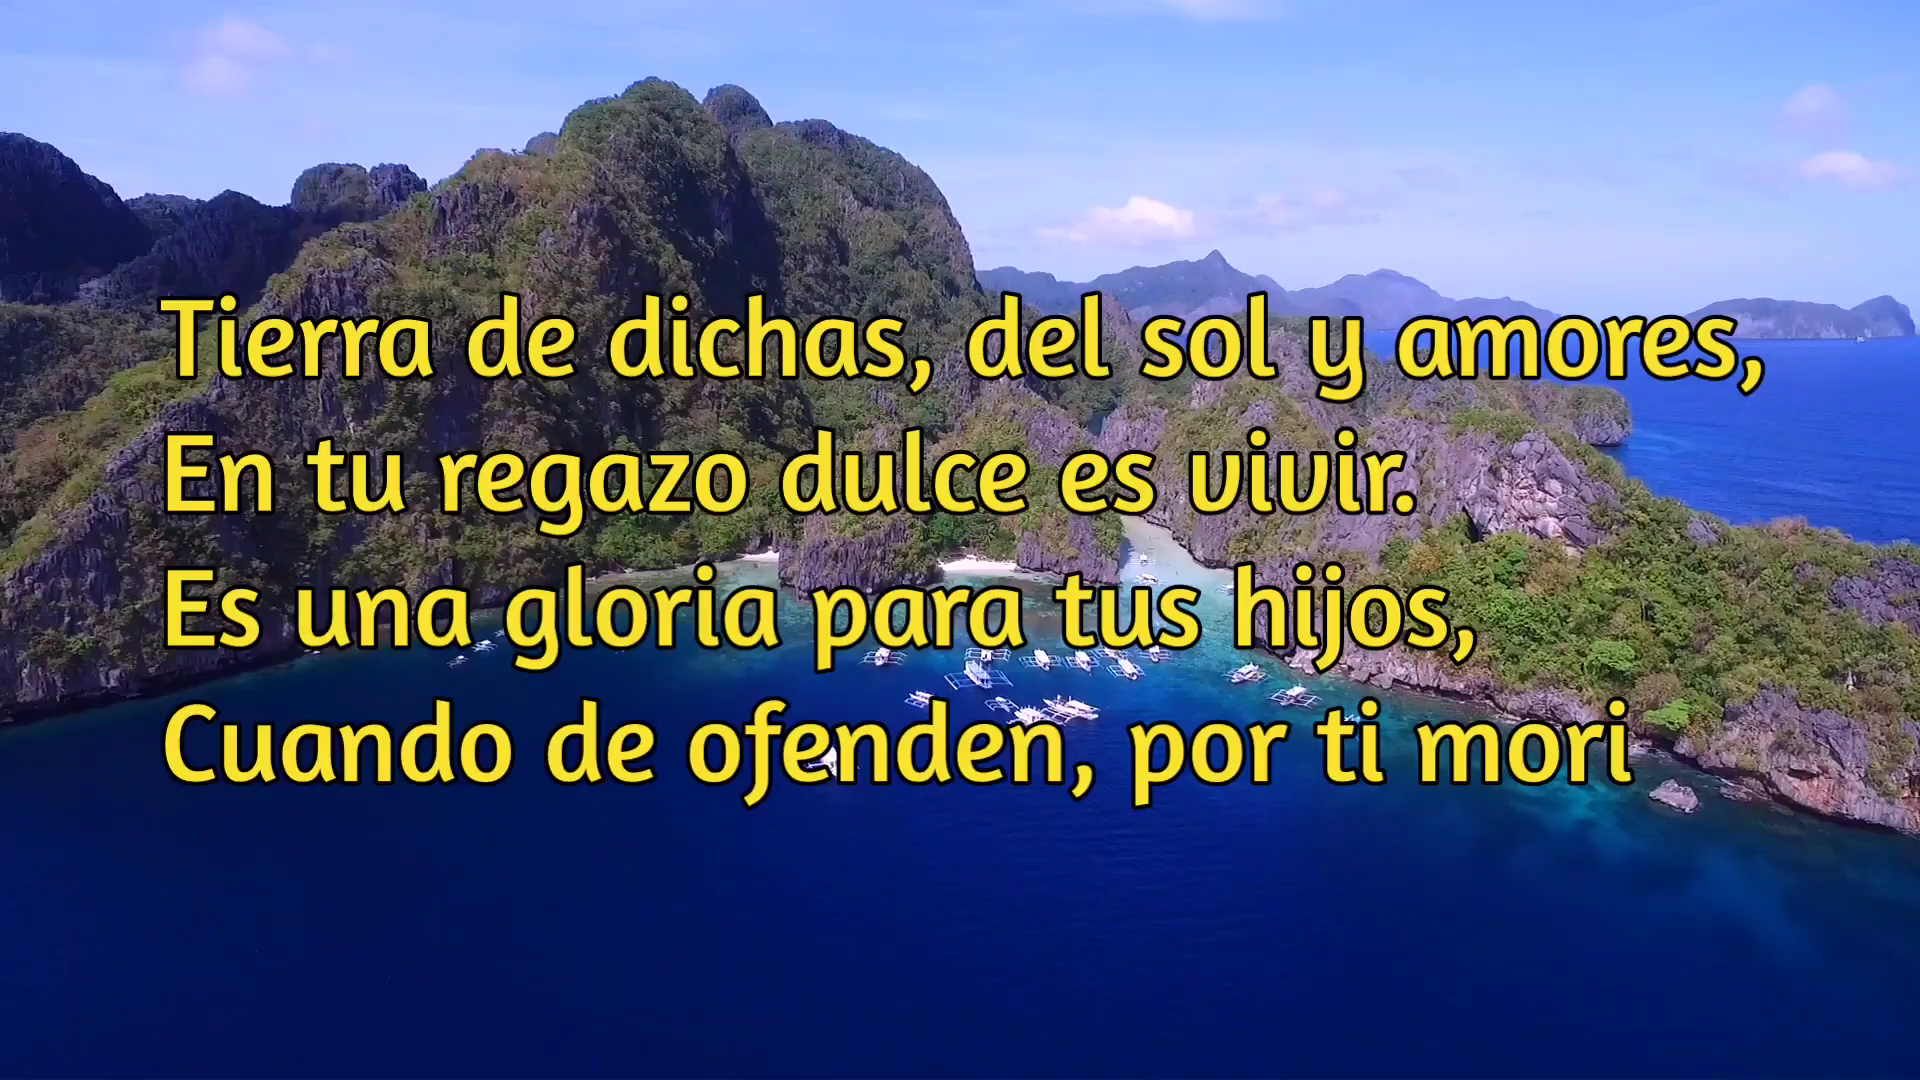 Tierra de dichas, del sol y amores,
En tu regazo dulce es vivir.
Es una gloria para tus hijos,
Cuando de ofenden, por ti mori